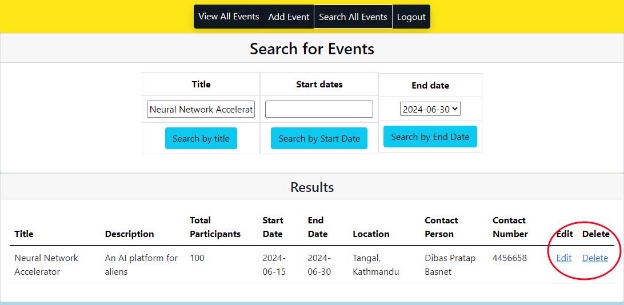 View All Events Add Event Search All Events Logout
Search for Events
Title Start dates End date
Neural Network Accelerat 2024-06-30
Search by title Search by Start Date Search by End Date
Results
Title Description Total Participants Start Date End Date Location Contact Person Contact Number Edit Delete
Neural Network Accelerator An AI platform for aliens 100 2024-06-15 2024-06-30 Tangal, Kathmandu Dibas Pratap Basnet 4456658 Edit Delete